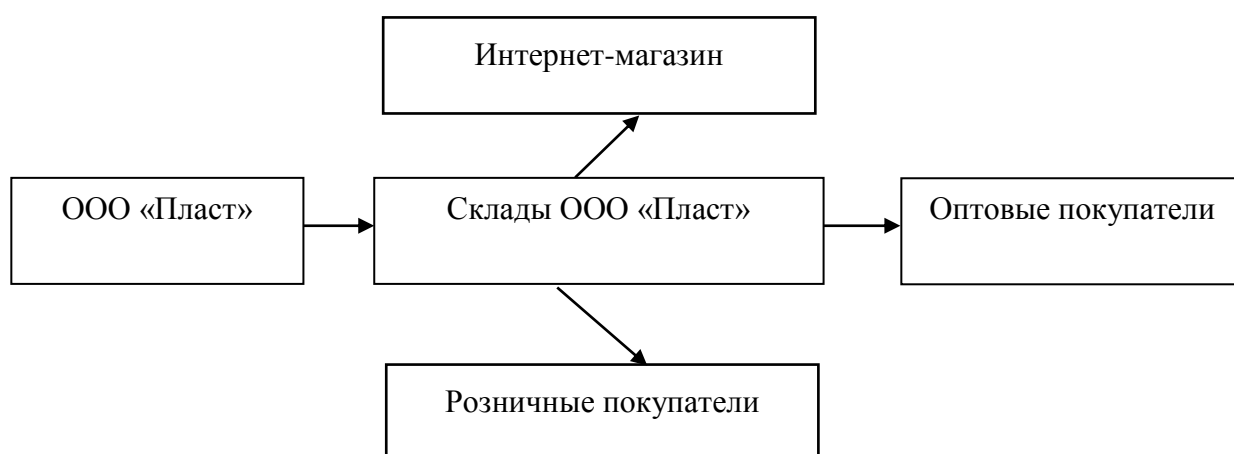 Интернет-магазин
ООО «Пласт»
Склады ООО «Пласт»
Оптовые покупатели
Розничные покупатели